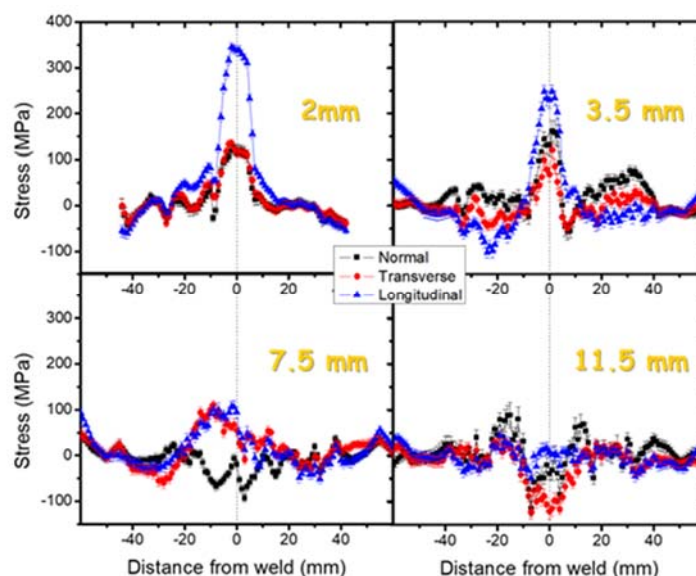 400
300
200
100
0
-100
Stress (MPa)
2mm
3.5 mm
-40 -20 0 20 40
-40 -20 0 20 40
Normal
Transverse
Longitudinal
400
300
200
100
0
-100
Stress (MPa)
7.5 mm
11.5 mm
-40 -20 0 20 40
-40 -20 0 20 40
Distance from weld (mm)
Distance from weld (mm)